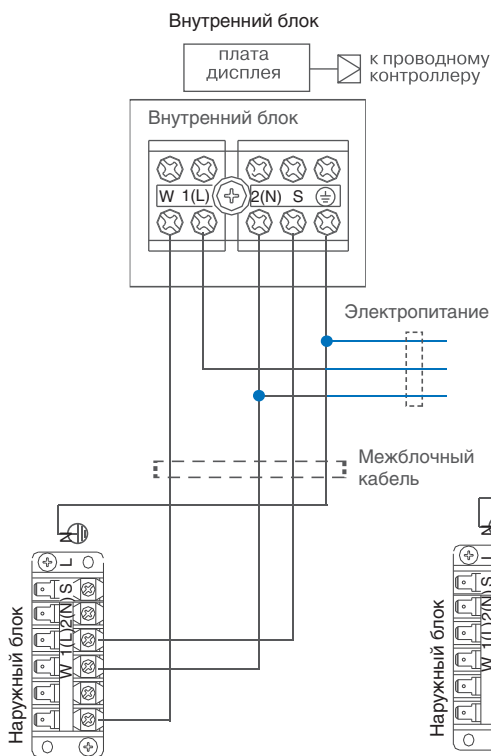 Внутренний блок
плата
дисплея
к проводному
контроллеру
Внутренний блок
W 1(L) 2(N) S
Электропитание
Межблочный
кабель
Наружный блок
W 1(L) 2(N) S L N
Наружный блок
W 1(L) 2(N) S L N